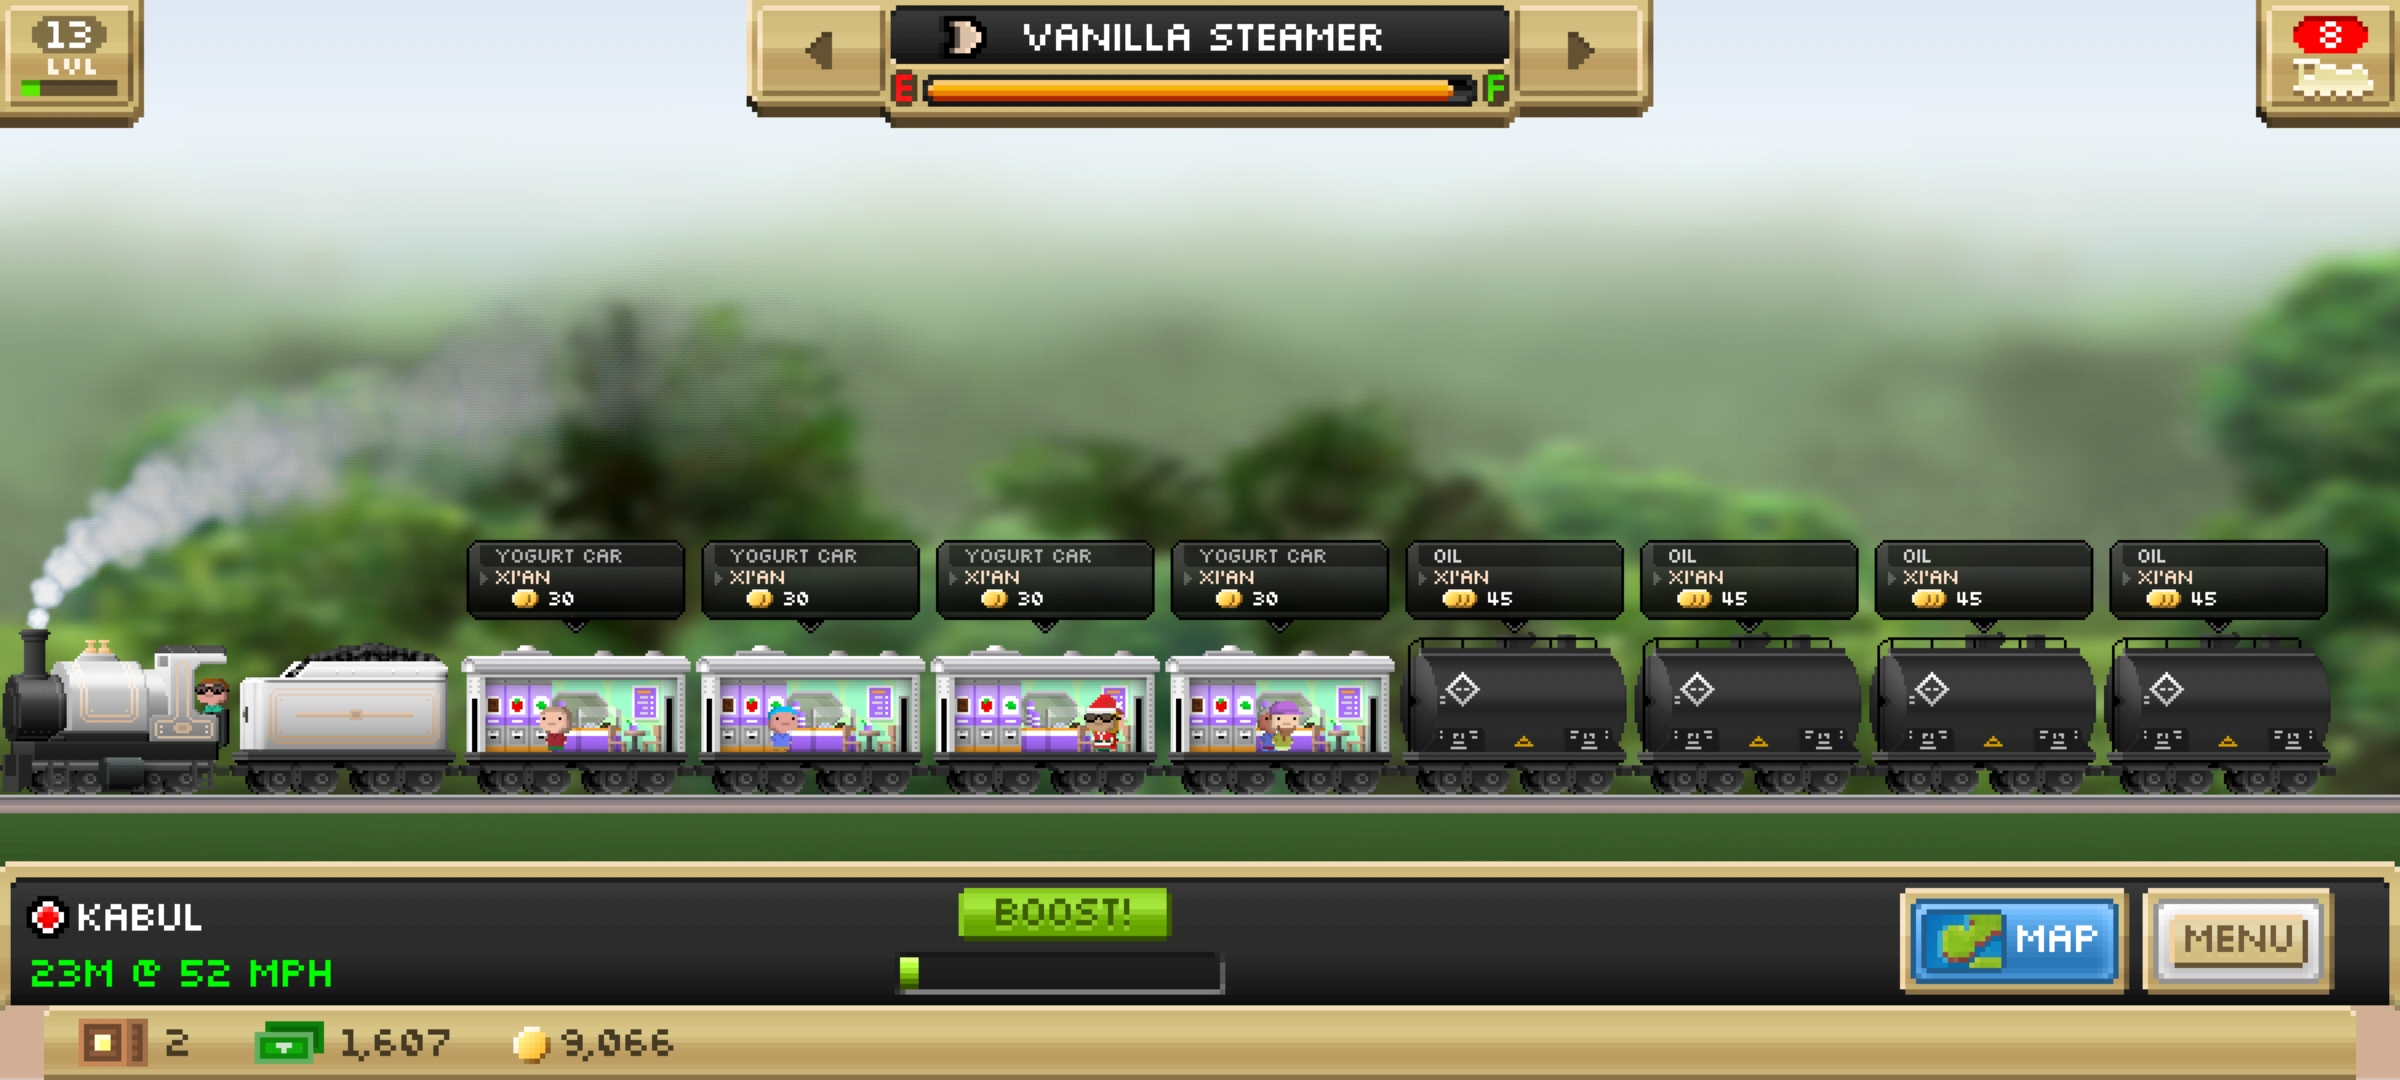 13
LVL
VANILLA STEAMER
E F
8
YOGURT CAR
XI'AN
30
YOGURT CAR
XI'AN
30
YOGURT CAR
XI'AN
30
YOGURT CAR
XI'AN
30
OIL
XI'AN
45
OIL
XI'AN
45
OIL
XI'AN
45
OIL
XI'AN
45
KABUL
23M @ 52 MPH
BOOST!
MAP
MENU
2 1,607 9,066